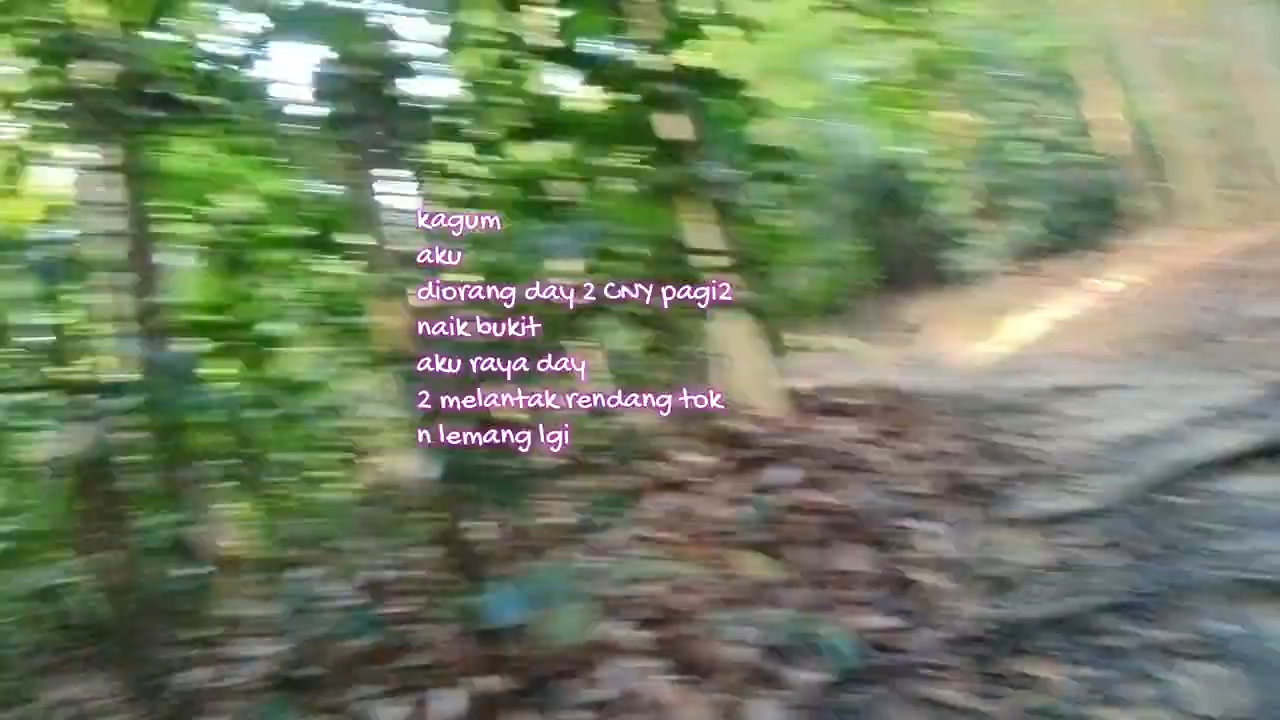 kagum
aku
diorang day 2 CNY pagi2
naik bukit
aku raya day
2 melantak rendang tok
n lemang lgi